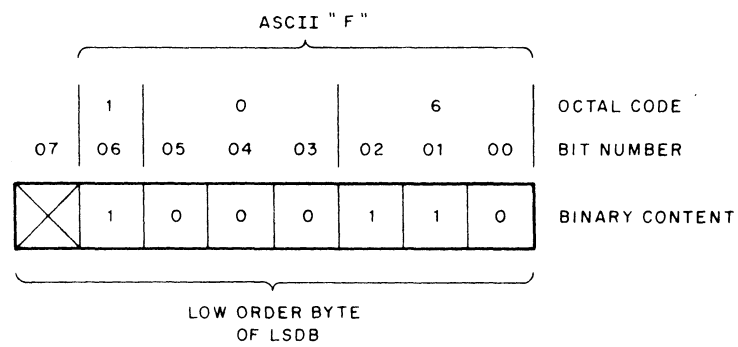 ASCII "F"
1 0 6 OCTAL CODE
07 06 05 04 03 02 01 00 BIT NUMBER
1 0 0 0 1 1 0 BINARY CONTENT
LOW ORDER BYTE
OF LSDB